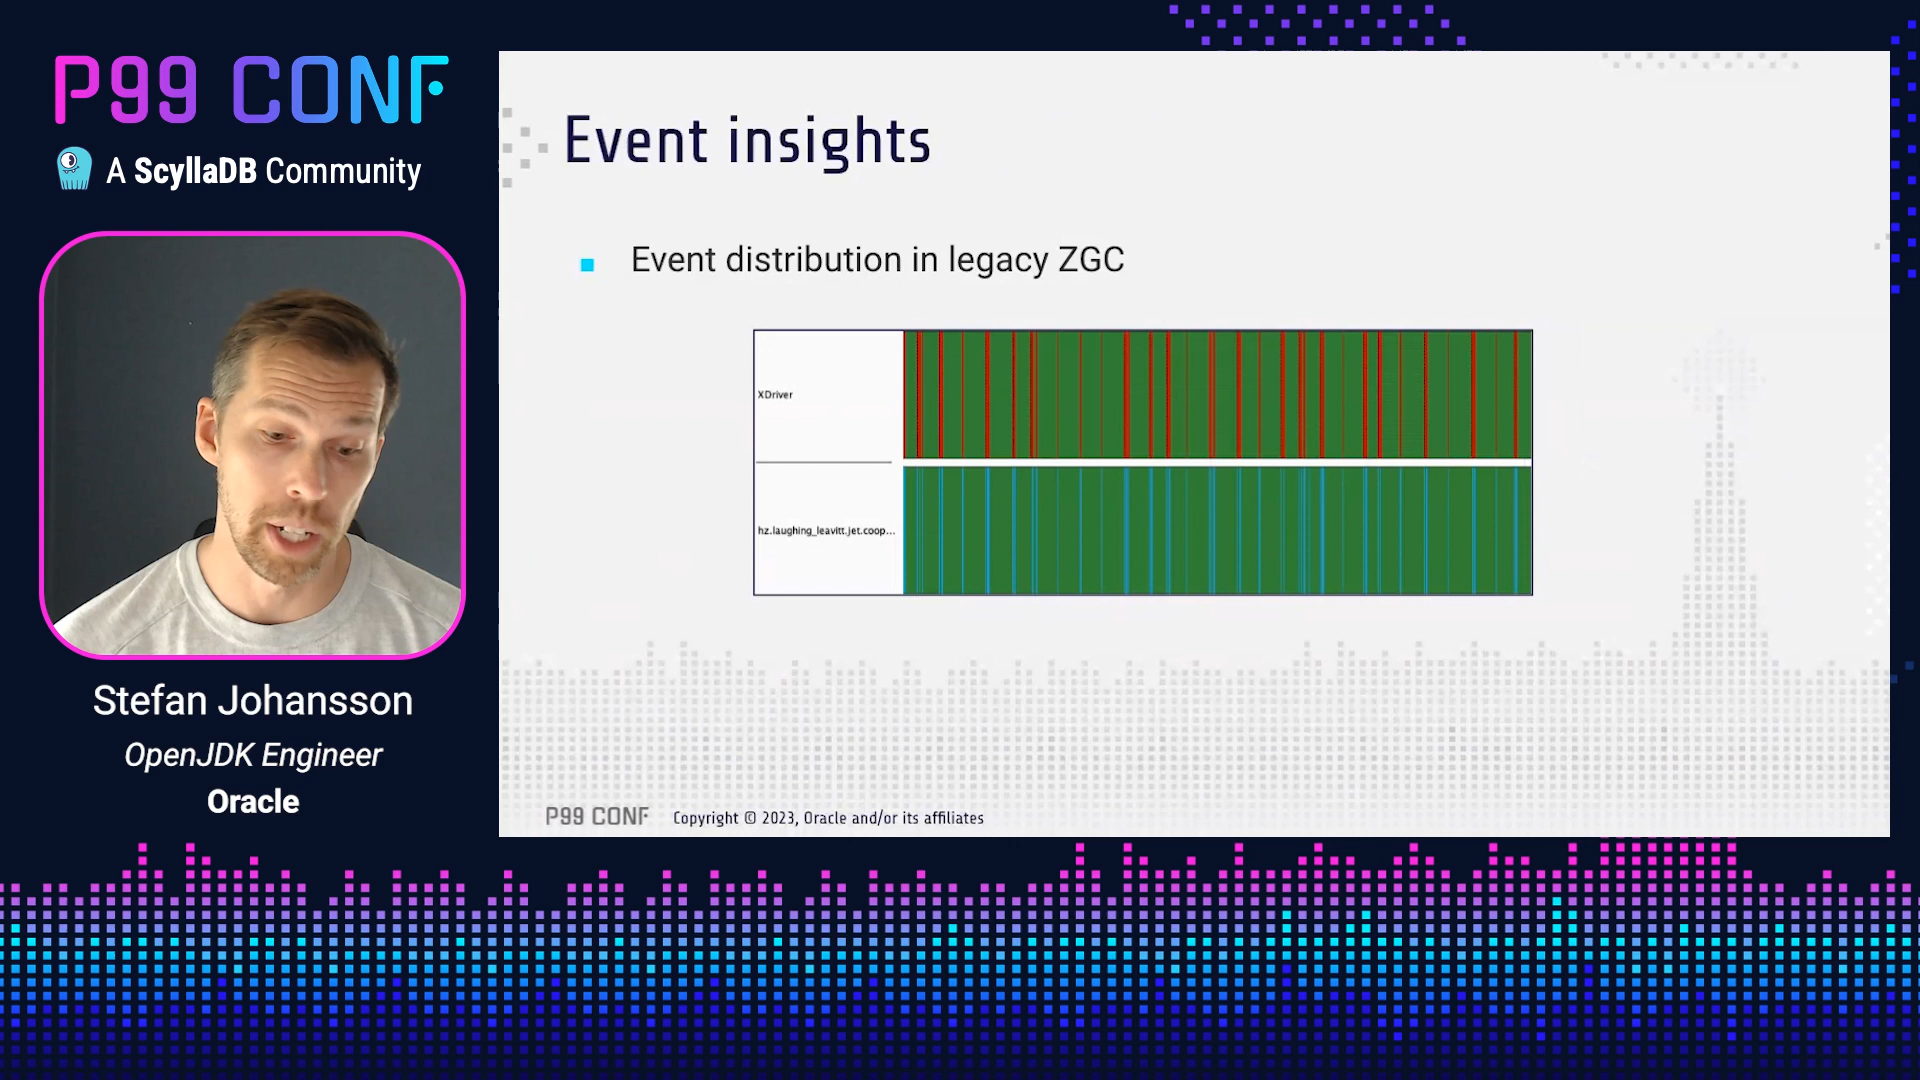 P99 CONF
A ScyllaDB Community
Stefan Johansson
OpenJDK Engineer
Oracle
Event insights
Event distribution in legacy ZGC
XDriver
hz.laughing_leavitt.jet.coop...
P99 CONF
Copyright © 2023, Oracle and/or its affiliates